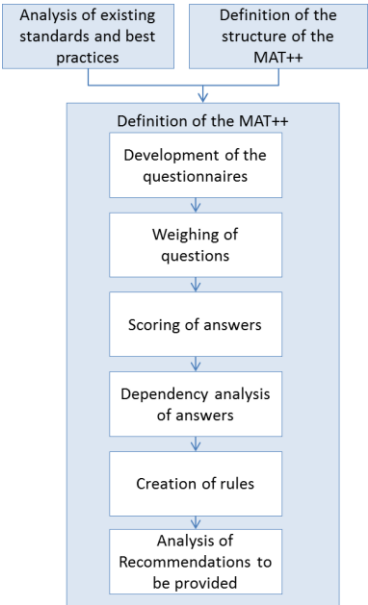 Analysis of existing
standards and best
practices
Definition of the
structure of the
MAT++
Definition of the MAT++
Development of the
questionnaires
Weighing of
questions
Scoring of answers
Dependency analysis
of answers
Creation of rules
Analysis of
Recommendations to
be provided